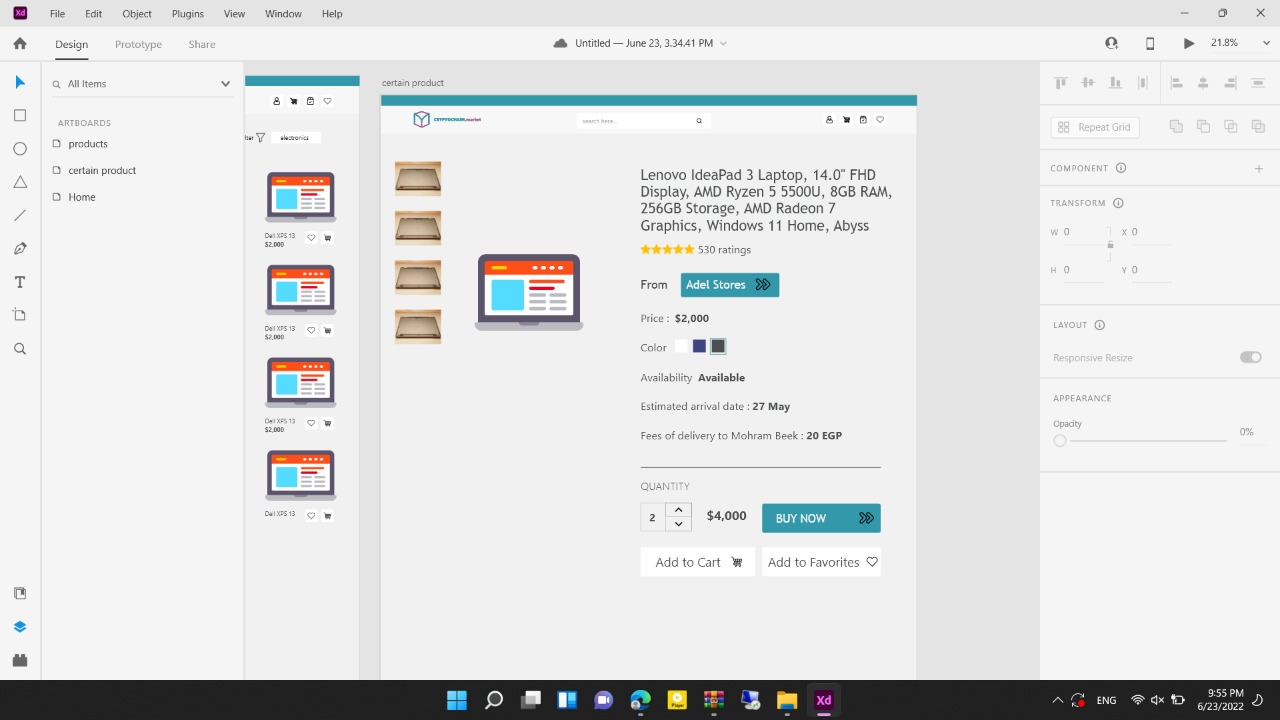 Xd File Edit Object Plugins View Window Help
Design Prototype Share
Untitled — June 23, 3.34.41 PM
21.8%
All Items
ARTBOARDS
products
certain product
Home
electronics
Dell XPS 13
$2,000
Dell XPS 13
$2,000
Dell XPS 13
$2,000
Dell XPS 13
certain product
CRYPTOCHAIN.market
search here...
Lenovo IdeaPad 3 Laptop, 14.0" FHD
Display, AMD Ryzen 5 5500U, 8GB RAM,
256GB Storage, AMD Radeon 7
Graphics, Windows 11 Home, Abyss
530 ratings
From Adel Stores
Price : $2,000
Color
Availability Available
Estimated arrival date : 27 May
Fees of delivery to Mohram Beek : 20 EGP
QUANTITY
2 $4,000 BUY NOW
Add to Cart Add to Favorites
Repeat Grid
COMPONENT
TRANSFORM
W 0 X 0
H 0 Y 0
LAYOUT
Responsive Resize
APPEARANCE
Opacity
0%
Player
Xd
ENG
9:55 PM
6/23/2022